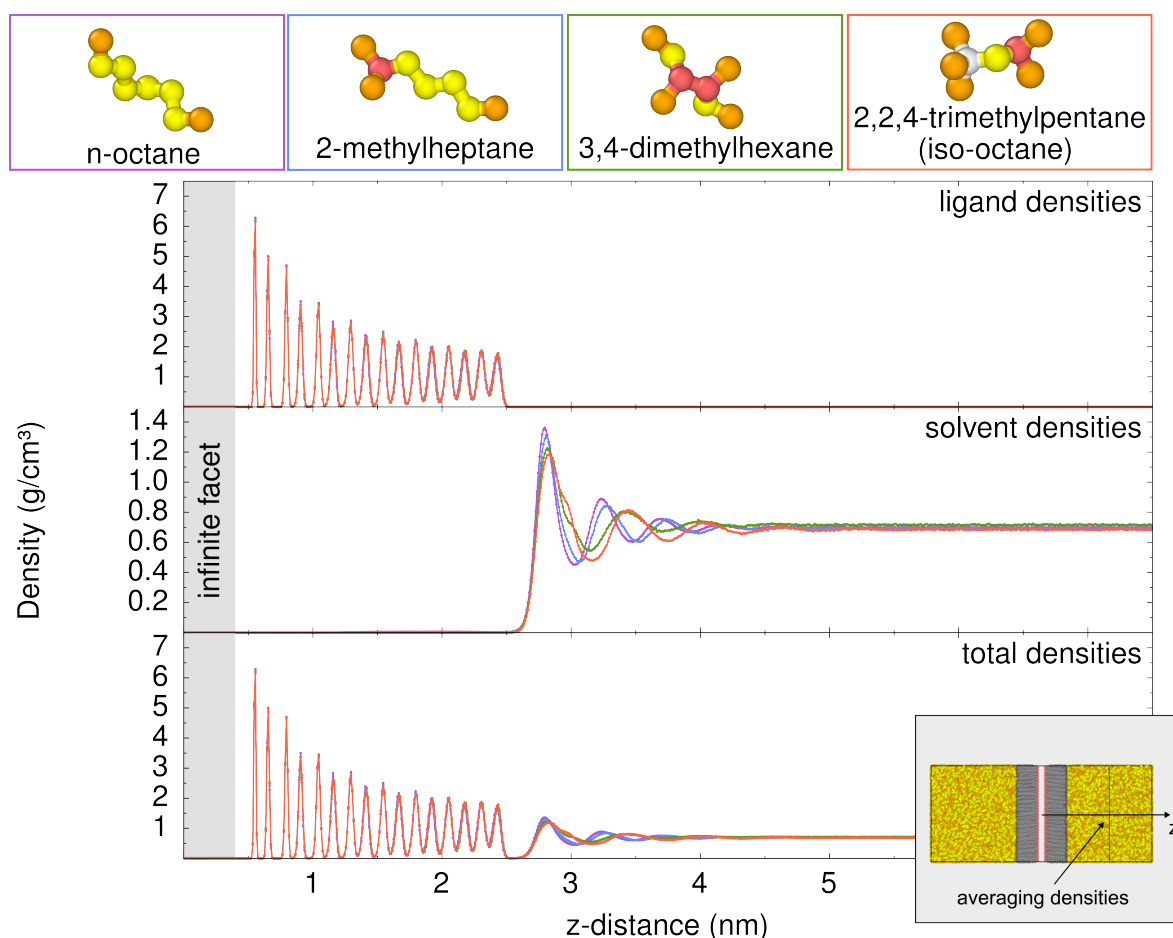 n-octane
2-methylheptane
3,4-dimethylhexane
2,2,4-trimethylpentane
(iso-octane)
ligand densities
7
6
5
4
3
2
1
solvent densities
1.4
1.2
1.0
0.8
0.6
0.4
0.2
infinite facet
Density (g/cm³)
total densities
7
6
5
4
3
2
1
1
2
3
4
5
z-distance (nm)
z
averaging densities